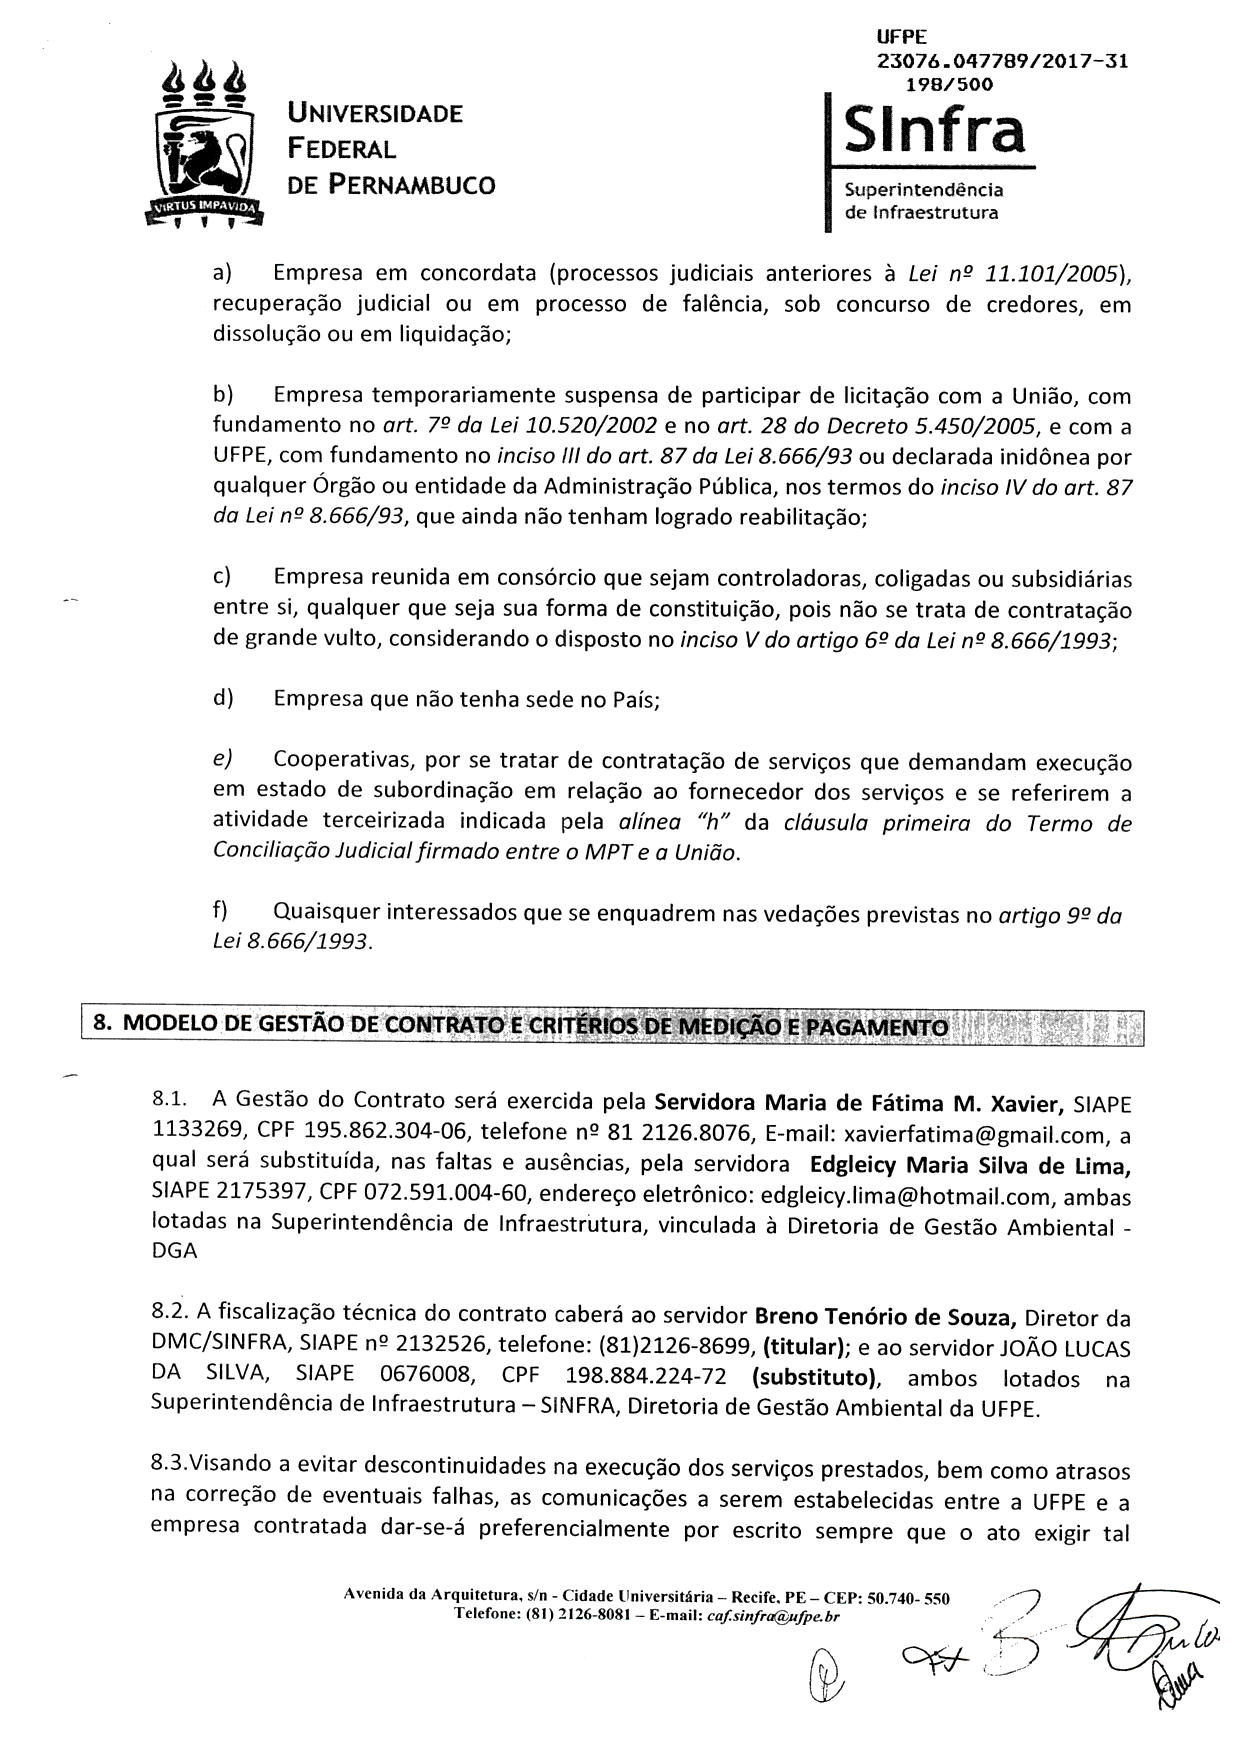 UFPE
23076.047789/2017-31
198/500
UNIVERSIDADE
FEDERAL
DE PERNAMBUCO
VIRTUS IMPAVIDA
SInfra
Superintendência
de Infraestrutura
a) Empresa em concordata (processos judiciais anteriores à Lei nº 11.101/2005),
recuperação judicial ou em processo de falência, sob concurso de credores, em
dissolução ou em liquidação;
b) Empresa temporariamente suspensa de participar de licitação com a União, com
fundamento no art. 7º da Lei 10.520/2002 e no art. 28 do Decreto 5.450/2005, e com a
UFPE, com fundamento no inciso III do art. 87 da Lei 8.666/93 ou declarada inidônea por
qualquer Órgão ou entidade da Administração Pública, nos termos do inciso IV do art. 87
da Lei nº 8.666/93, que ainda não tenham logrado reabilitação;
c) Empresa reunida em consórcio que sejam controladoras, coligadas ou subsidiárias
entre si, qualquer que seja sua forma de constituição, pois não se trata de contratação
de grande vulto, considerando o disposto no inciso V do artigo 6º da Lei nº 8.666/1993;
d) Empresa que não tenha sede no País;
e) Cooperativas, por se tratar de contratação de serviços que demandam execução
em estado de subordinação em relação ao fornecedor dos serviços e se referirem a
atividade terceirizada indicada pela alínea “h” da cláusula primeira do Termo de
Conciliação Judicial firmado entre o MPT e a União.
f) Quaisquer interessados que se enquadrem nas vedações previstas no artigo 9º da
Lei 8.666/1993.
8. MODELO DE GESTÃO DE CONTRATO E CRITÉRIOS DE MEDIÇÃO E PAGAMENTO
8.1. A Gestão do Contrato será exercida pela Servidora Maria de Fátima M. Xavier, SIAPE
1133269, CPF 195.862.304-06, telefone nº 81 2126.8076, E-mail: xavierfatima@gmail.com, a
qual será substituída, nas faltas e ausências, pela servidora Edgleicy Maria Silva de Lima,
SIAPE 2175397, CPF 072.591.004-60, endereço eletrônico: edgleicy.lima@hotmail.com, ambas
lotadas na Superintendência de Infraestrutura, vinculada à Diretoria de Gestão Ambiental -
DGA
8.2. A fiscalização técnica do contrato caberá ao servidor Breno Tenório de Souza, Diretor da
DMC/SINFRA, SIAPE nº 2132526, telefone: (81)2126-8699, (titular); e ao servidor JOÃO LUCAS
DA SILVA, SIAPE 0676008, CPF 198.884.224-72 (substituto), ambos lotados na
Superintendência de Infraestrutura – SINFRA, Diretoria de Gestão Ambiental da UFPE.
8.3.Visando a evitar descontinuidades na execução dos serviços prestados, bem como atrasos
na correção de eventuais falhas, as comunicações a serem estabelecidas entre a UFPE e a
empresa contratada dar-se-á preferencialmente por escrito sempre que o ato exigir tal
Avenida da Arquitetura, s/n - Cidade Universitária – Recife, PE – CEP: 50.740- 550
Telefone: (81) 2126-8081 – E-mail: caf.sinfra@ufpe.br